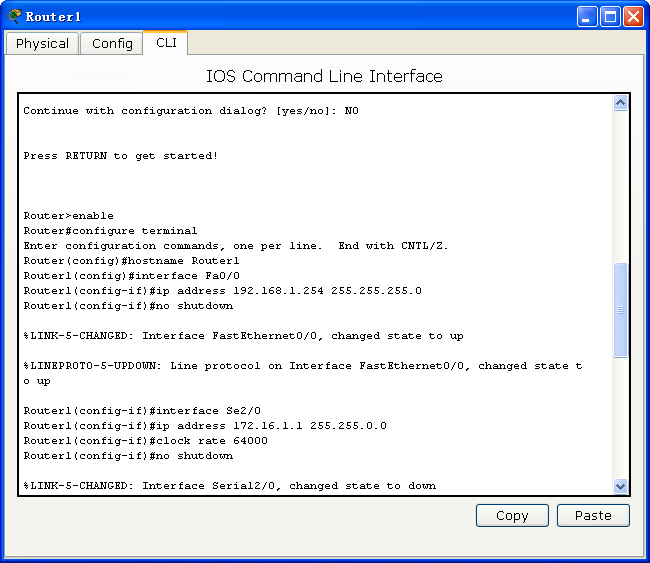 Router1
Physical Config CLI
IOS Command Line Interface
Continue with configuration dialog? [yes/no]: NO
Press RETURN to get started!
Router>enable
Router#configure terminal
Enter configuration commands, one per line.  End with CNTL/Z.
Router(config)#hostname Router1
Router1(config)#interface Fa0/0
Router1(config-if)#ip address 192.168.1.254 255.255.255.0
Router1(config-if)#no shutdown
%LINK-5-CHANGED: Interface FastEthernet0/0, changed state to up
%LINEPROTO-5-UPDOWN: Line protocol on Interface FastEthernet0/0, changed state t
o up
Router1(config-if)#interface Se2/0
Router1(config-if)#ip address 172.16.1.1 255.255.0.0
Router1(config-if)#clock rate 64000
Router1(config-if)#no shutdown
%LINK-5-CHANGED: Interface Serial2/0, changed state to down
Copy Paste